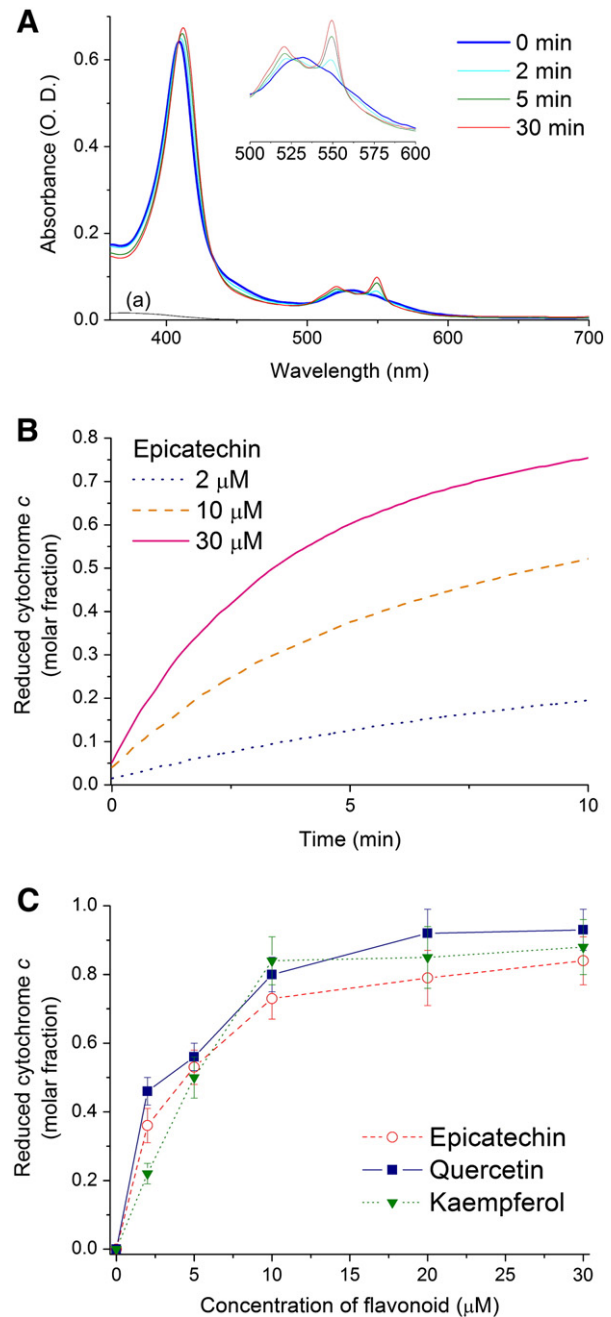 A
0.6
0.4
0.2
0.0
Absorbance (O. D.)
400
500
600
700
Wavelength (nm)
(a)
500
525
550
575
600
0 min
2 min
5 min
30 min
B
0.8
0.7
0.6
0.5
0.4
0.3
0.2
0.1
0.0
Reduced cytochrome c
(molar fraction)
Epicatechin
2 μM
10 μM
30 μM
0
5
10
Time (min)
C
1.0
0.8
0.6
0.4
0.2
0.0
Reduced cytochrome c
(molar fraction)
Epicatechin
Quercetin
Kaempferol
0
5
10
20
30
Concentration of flavonoid (μM)